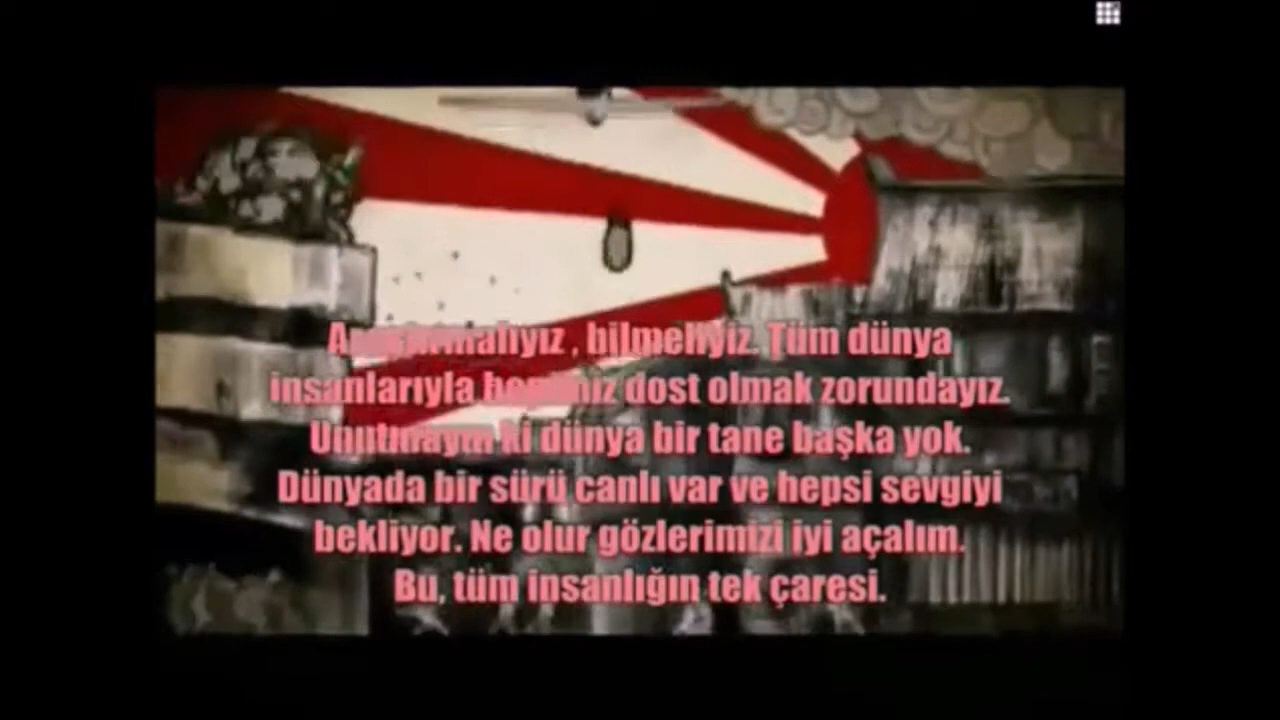 bilmeliyiz. Tüm dünya
insanlarıyla dost olmak zorundayız.
Unutmayın ki dünya bir tane başka yok.
Dünyada bir sürü canlı var ve hepsi sevgiyi
bekliyor. Ne olur gözlerimizi iyi açalım.
Bu, tüm insanlığın tek çaresi.